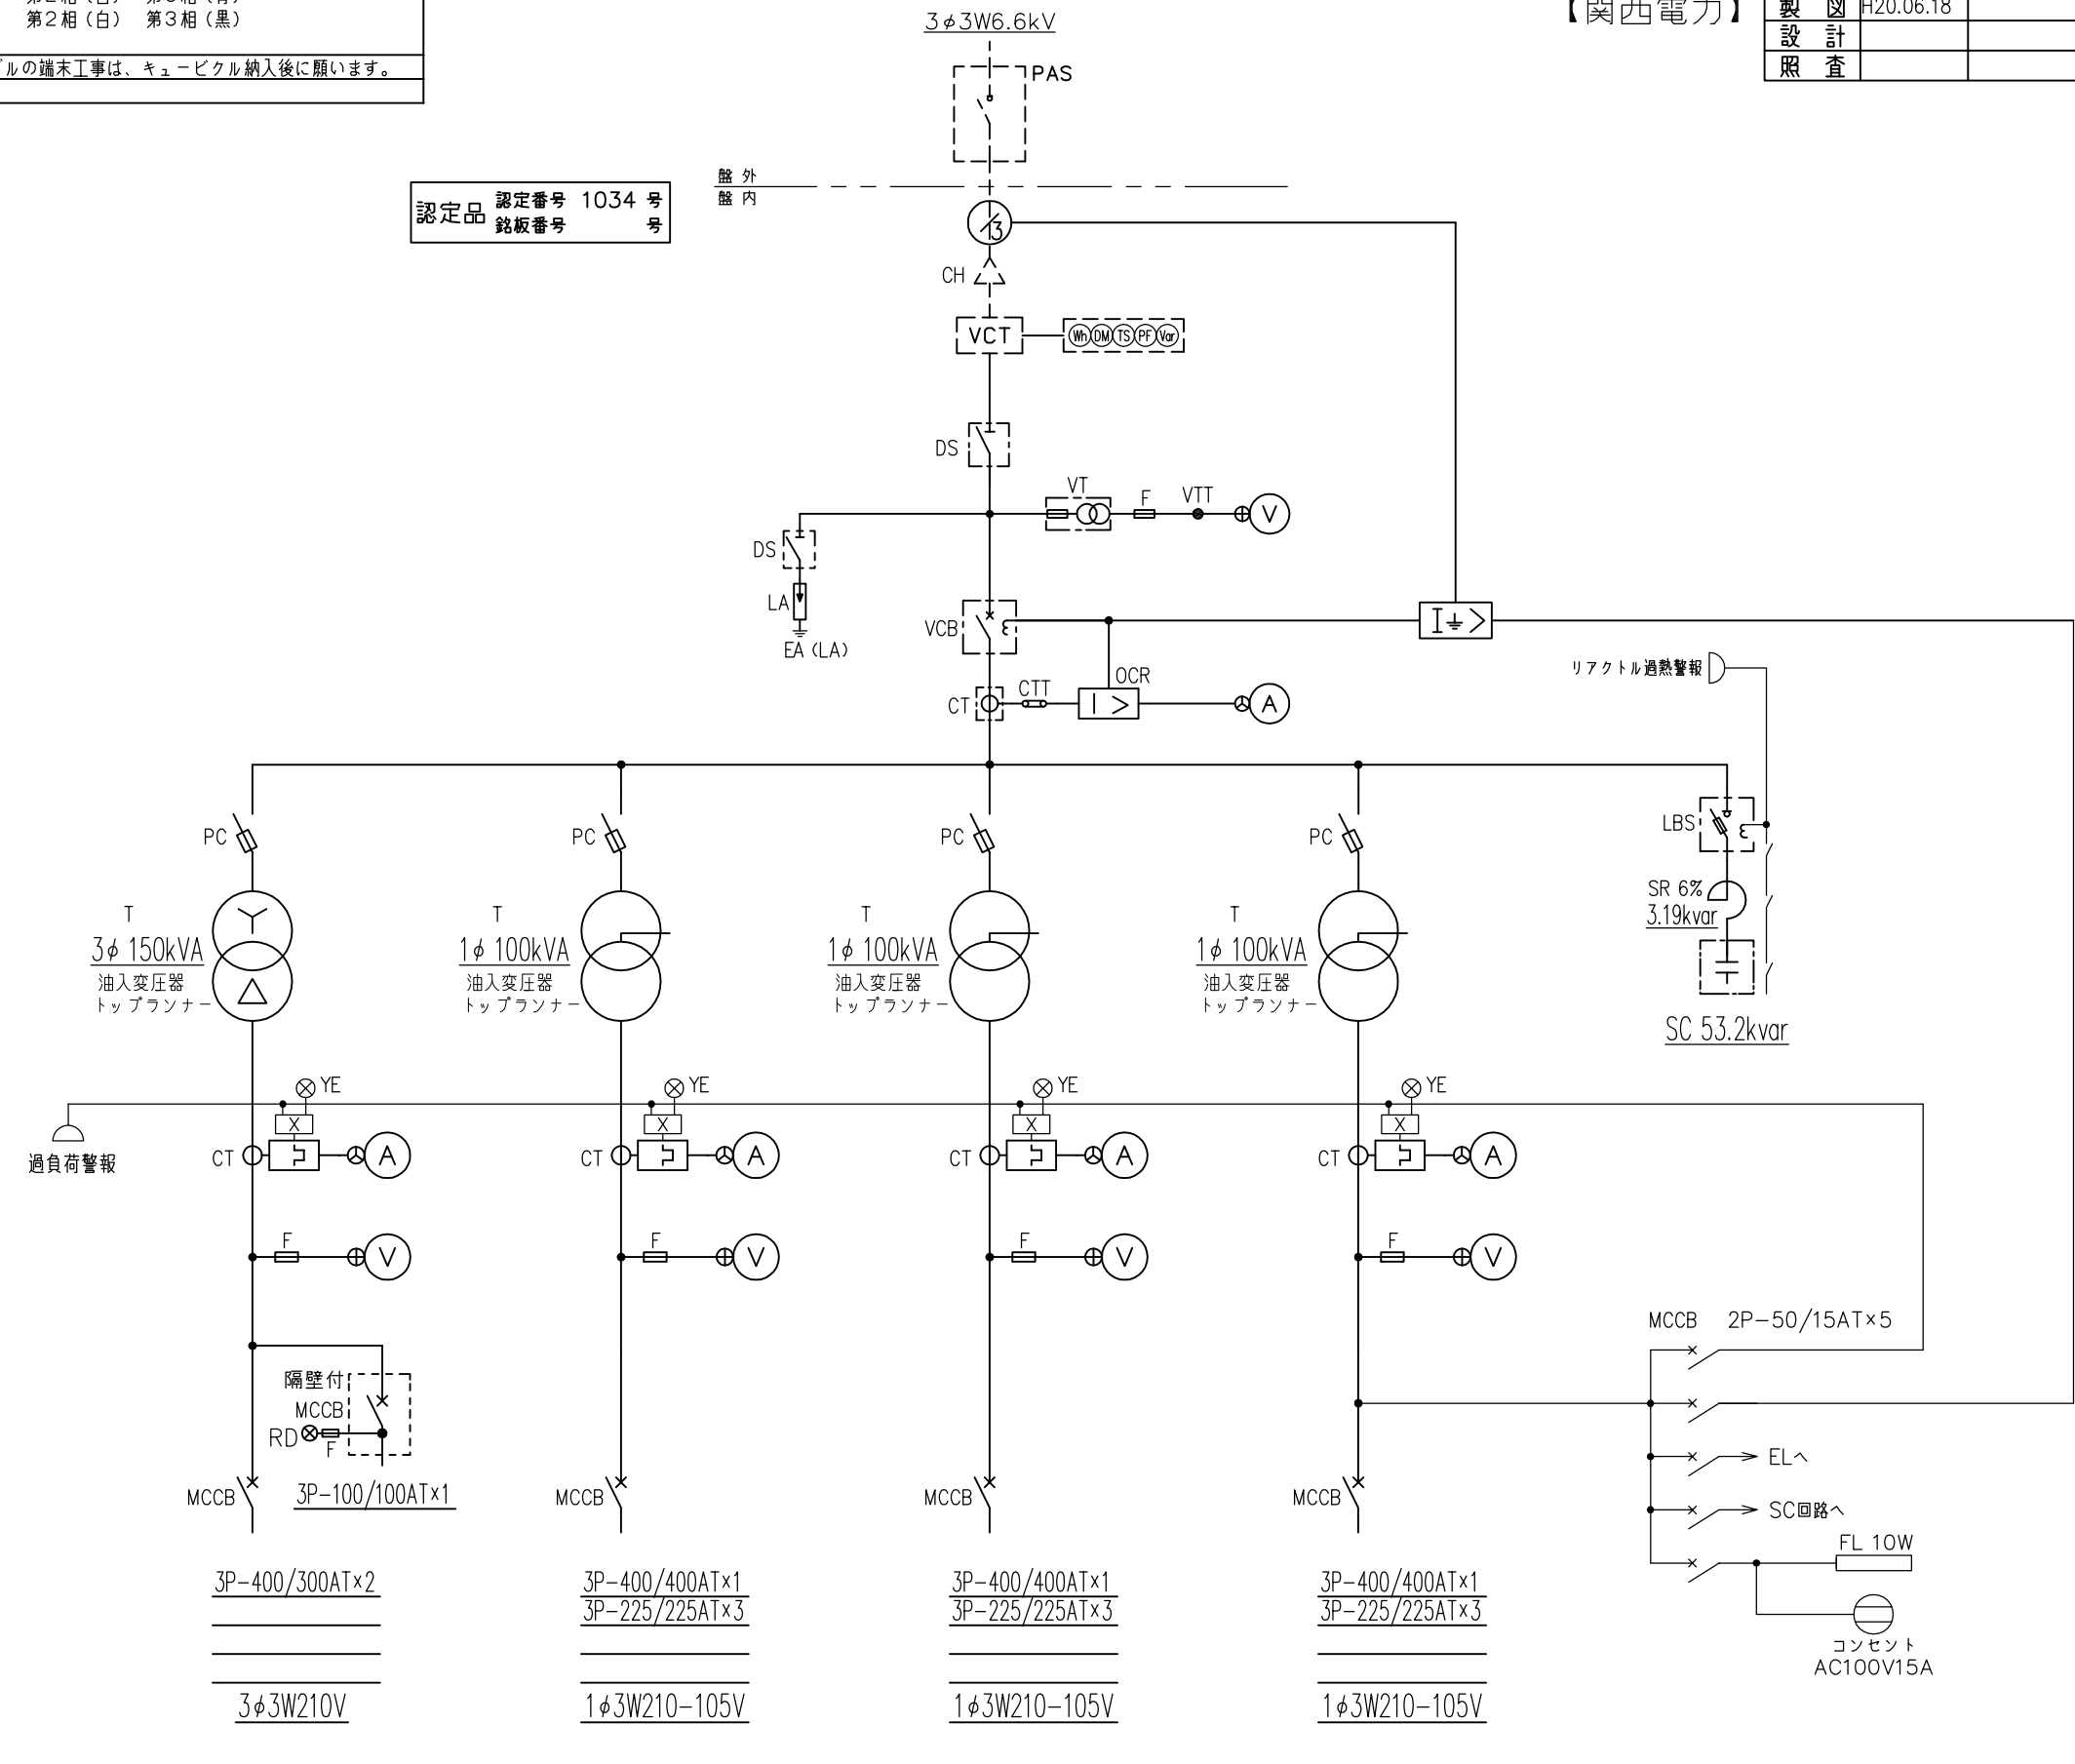 第2相（白）　第3相（黒）
ルの端末工事は、キュービクル納入後に願います。
3φ3W6.6kV
【関西電力】
製　図　H20.06.18
設　計
照　査
PAS
盤 外
盤 内
認定品
認定番号　1034 号
銘板番号　　　　号
3
CH
VCT
Wh DM TS PF Var
DS
VT
F
VTT
V
DS
LA
EA (LA)
VCB
I >
リアクトル過熱警報
CT
CTT
OCR
I >
A
PC
PC
PC
PC
LBS
SR 6%
3.19kvar
SC 53.2kvar
T
3φ 150kVA
油入変圧器
トップランナー
T
1φ 100kVA
油入変圧器
トップランナー
T
1φ 100kVA
油入変圧器
トップランナー
T
1φ 100kVA
油入変圧器
トップランナー
YE
YE
YE
YE
X
X
X
X
過負荷警報
CT
A
CT
A
CT
A
CT
A
F
V
F
V
F
V
F
V
MCCB　2P-50/15AT×5
隔壁付
MCCB
RD
F
3P-100/100AT×1
ELへ
SC回路へ
FL 10W
コンセント
AC100V15A
MCCB
MCCB
MCCB
MCCB
3P-400/300AT×2
3φ3W210V
3P-400/400AT×1
3P-225/225AT×3
1φ3W210-105V
3P-400/400AT×1
3P-225/225AT×3
1φ3W210-105V
3P-400/400AT×1
3P-225/225AT×3
1φ3W210-105V